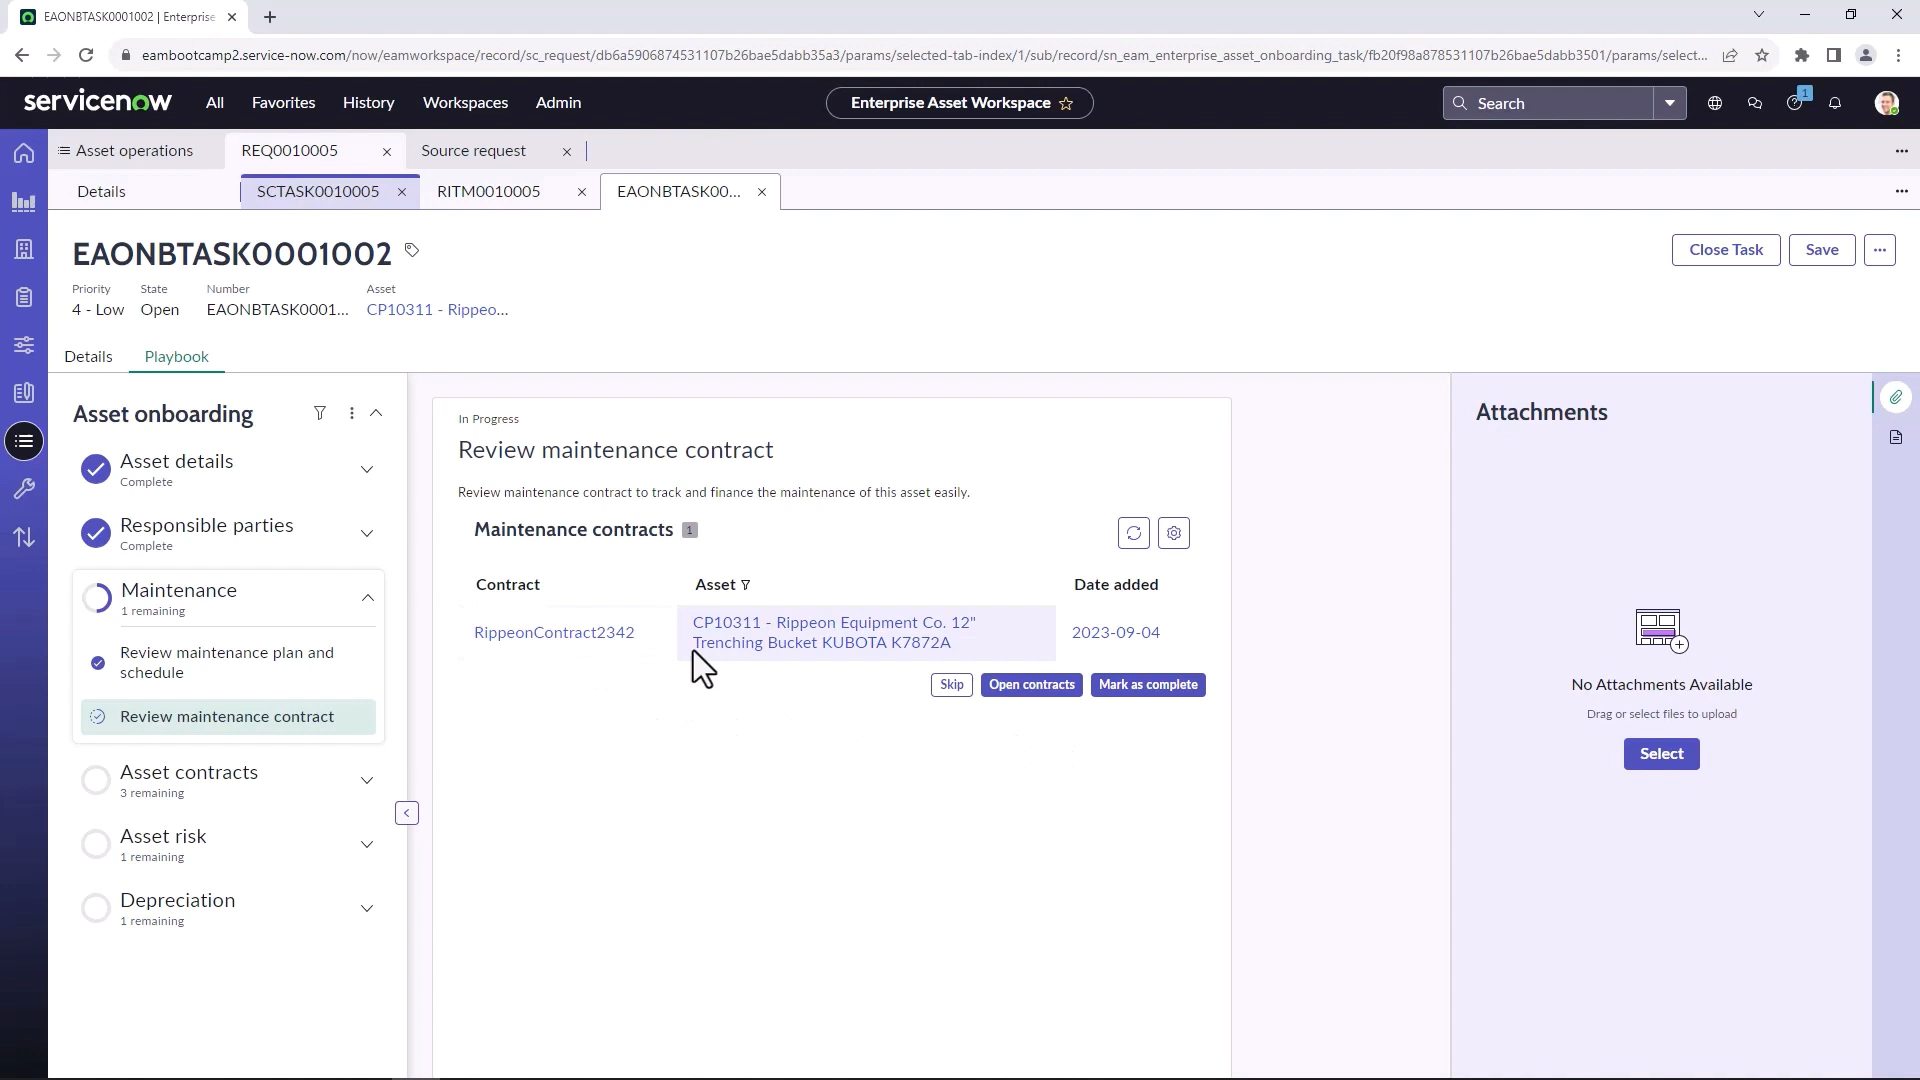 EAONBTASK0001002 | Enterprise
eambootcamp2.service-now.com/now/eamworkspace/record/sc_request/db6a5906874531107b26bae5dabb35a3/params/selected-tab-index/1/sub/record/sn_eam_enterprise_asset_onboarding_task/fb20f98a878531107b26bae5dabb3501/params/select...
servicenow All Favorites History Workspaces Admin Enterprise Asset Workspace Search 1
Asset operations REQ0010005 Source request
Details SCTASK0010005 RITM0010005 EAONBTASK00...
EAONBTASK0001002 Close Task Save
Priority State Number Asset
4 - Low Open EAONBTASK0001... CP10311 - Rippeo...
Details Playbook
Asset onboarding
Asset details
Complete
Responsible parties
Complete
Maintenance
1 remaining
Review maintenance plan and
schedule
Review maintenance contract
Asset contracts
3 remaining
Asset risk
1 remaining
Depreciation
1 remaining
In Progress
Review maintenance contract
Review maintenance contract to track and finance the maintenance of this asset easily.
Maintenance contracts 1
Contract Asset Date added
RippeonContract2342 CP10311 - Rippeon Equipment Co. 12" 2023-09-04
Trenching Bucket KUBOTA K7872A
Skip Open contracts Mark as complete
Attachments
No Attachments Available
Drag or select files to upload
Select